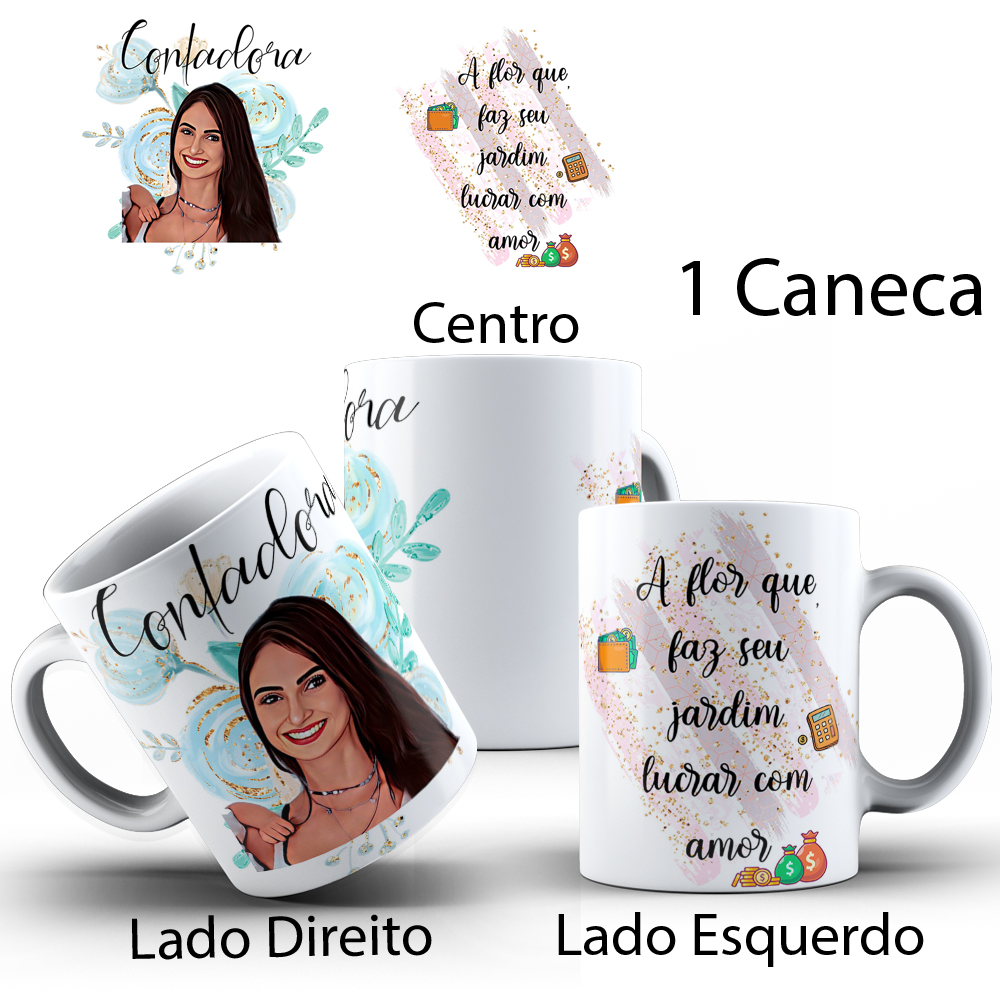 Contadora
A flor que,
faz seu
jardim
lucrar com
amor
1 Caneca
Centro
ora
Contadora
A flor que,
faz seu
jardim
lucrar com
amor
Lado Direito
Lado Esquerdo